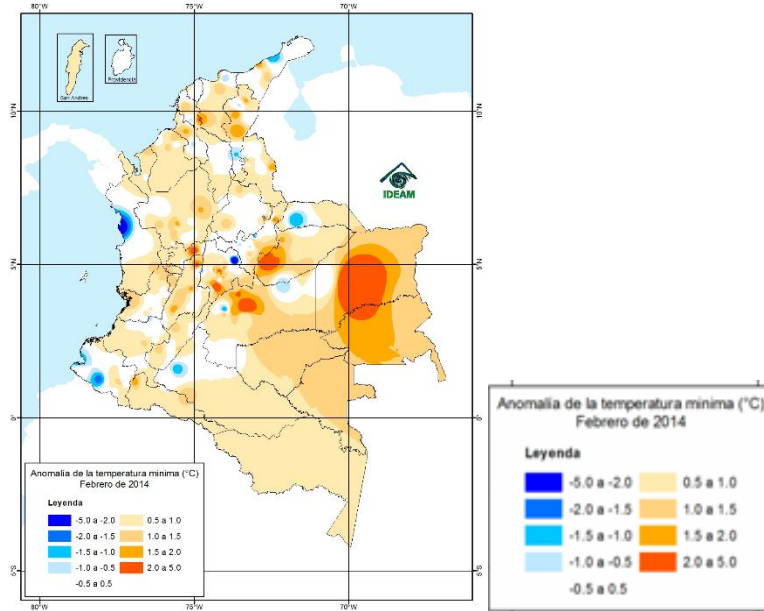 80°W 75°W 70°W
San Andres
Providencia
10°N 10°N
IDEAM
5°N 5°N
0° 0°
5°S 5°S
80°W 75°W 70°W
Anomalía de la temperatura mínima (°C)
Febrero de 2014
Leyenda
-5.0 a -2.0 0.5 a 1.0
-2.0 a -1.5 1.0 a 1.5
-1.5 a -1.0 1.5 a 2.0
-1.0 a -0.5 2.0 a 5.0
-0.5 a 0.5
Anomalía de la temperatura mínima (°C)
Febrero de 2014
Leyenda
-5.0 a -2.0 0.5 a 1.0
-2.0 a -1.5 1.0 a 1.5
-1.5 a -1.0 1.5 a 2.0
-1.0 a -0.5 2.0 a 5.0
-0.5 a 0.5